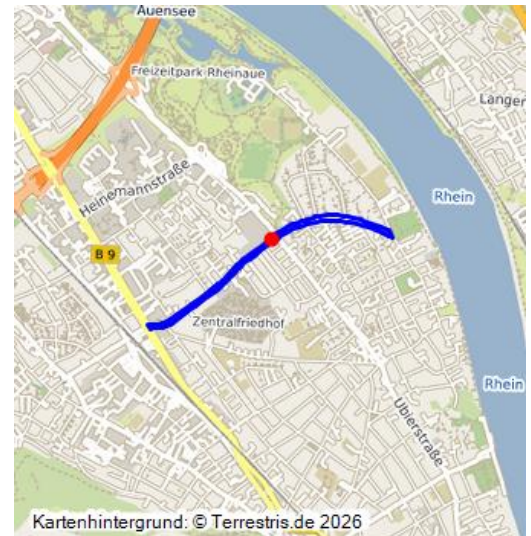 Auensee
Freizeitpark Rheinaue
Langer
Heinemannstraße
Rhein
B 9
Zentralfriedhof
Rhein
Ubierstraße
Kartenhintergrund: © Terrestris.de 2026